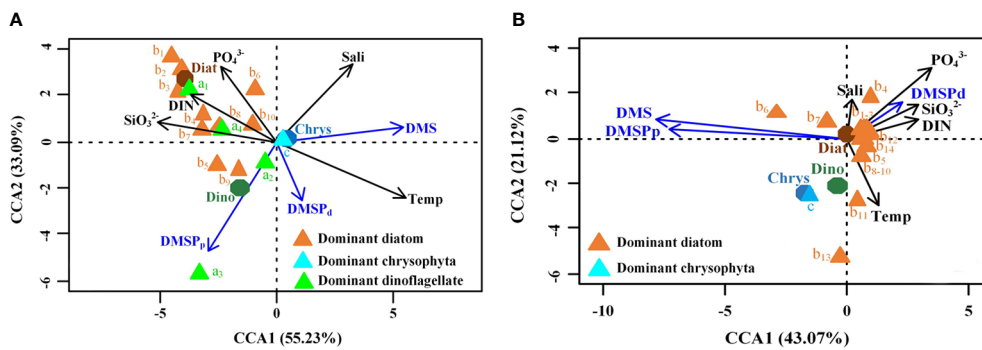 A
CCA2 (33.09%)
4
2
0
-2
-4
-6
b1
b2
b3
Diat
a1
PO₄³⁻
b6
Sali
DIN
SiO₃²⁻
b4
b7
b8
a4
b10
Chrys
c
DMS
b5
b9
a2
Dino
DMSPd
Temp
DMSPp
a3
Dominant diatom
Dominant chrysophyta
Dominant dinoflagellate
-5
0
5
CCA1 (55.23%)
B
CCA2 (21.12%)
4
2
0
-2
-4
-6
PO₄³⁻
b4
Sali
DMSPd
SiO₃²⁻
DIN
DMS
DMSPp
b6
b7
b12
Diat
b14
b5
b8-10
Dino
Chrys
c
b11
Temp
b13
Dominant diatom
Dominant chrysophyta
-10
-5
0
5
CCA1 (43.07%)